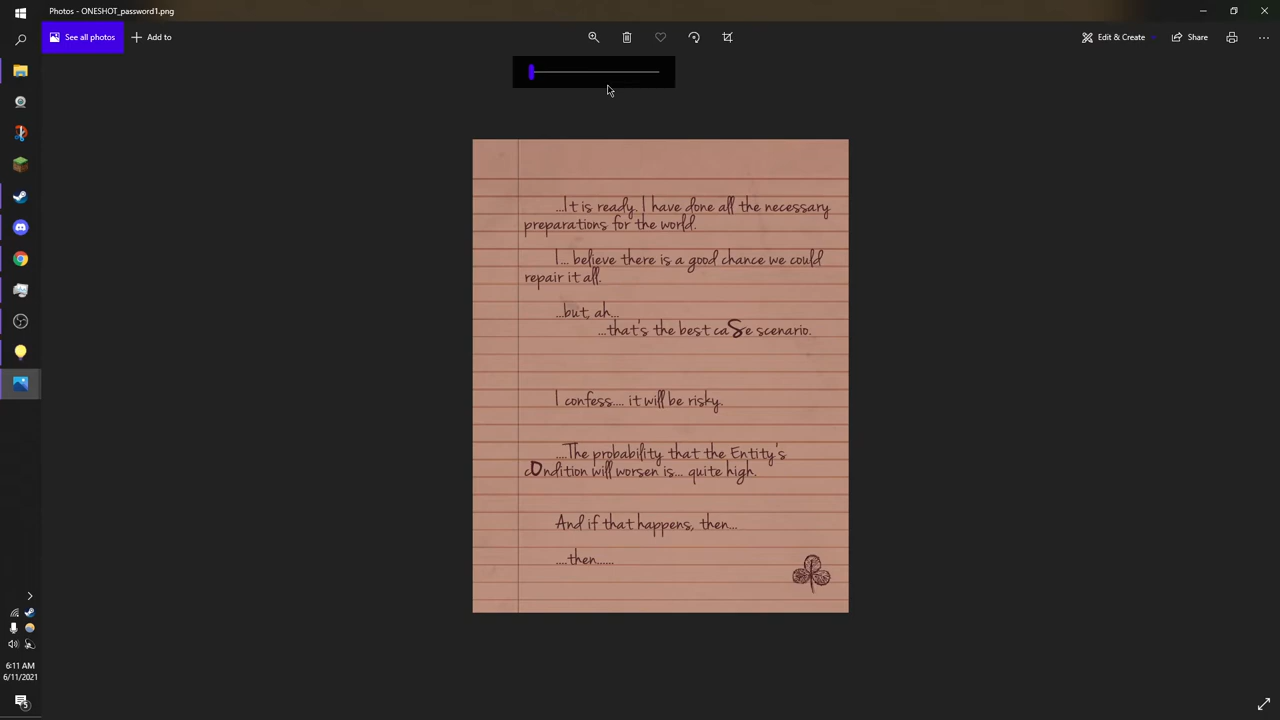 Photos - ONESHOT_password1.png
See all photos
Add to
Edit & Create
Share
...It is ready. I have done all the necessary
preparations for the world.
I... believe there is a good chance we could
repair it all.
...but, ah...
...that's the best caSe scenario.
I confess.... it will be risky.
....The probability that the Entity's
cOndition will worsen is... quite high.
And if that happens, then...
....then......
6:11 AM
6/11/2021
5